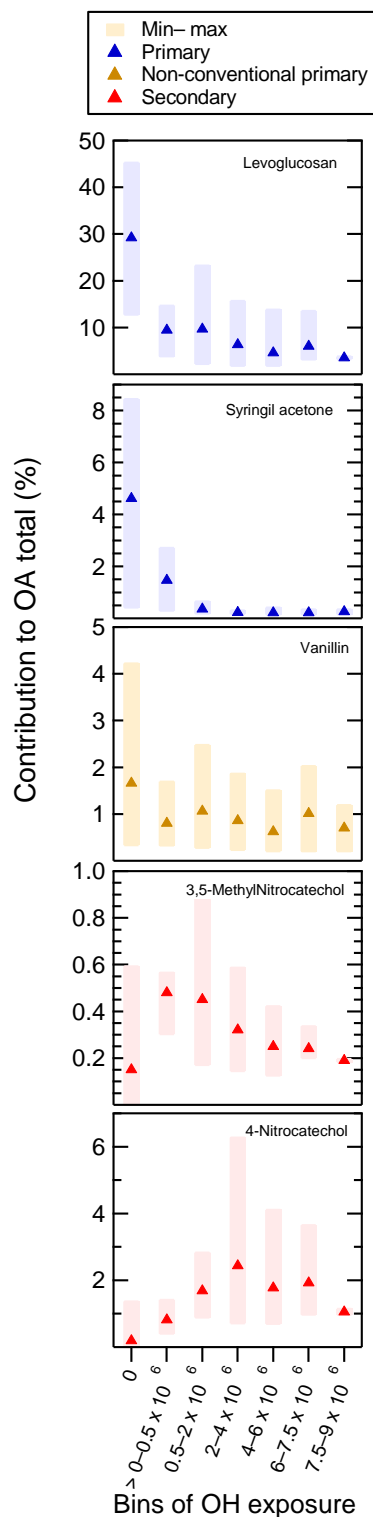 Min– max
Primary
Non-conventional primary
Secondary
Contribution to OA total (%)
50
40
30
20
10
Levoglucosan
8
6
4
2
Syringil acetone
5
4
3
2
1
Vanillin
1.0
0.8
0.6
0.4
0.2
3,5-MethylNitrocatechol
6
4
2
4-Nitrocatechol
0
> 0–0.5 x 10 6
0.5–2 x 10 6
2–4 x 10 6
4–6 x 10 6
6–7.5 x 10 6
7.5–9 x 10 6
Bins of OH exposure